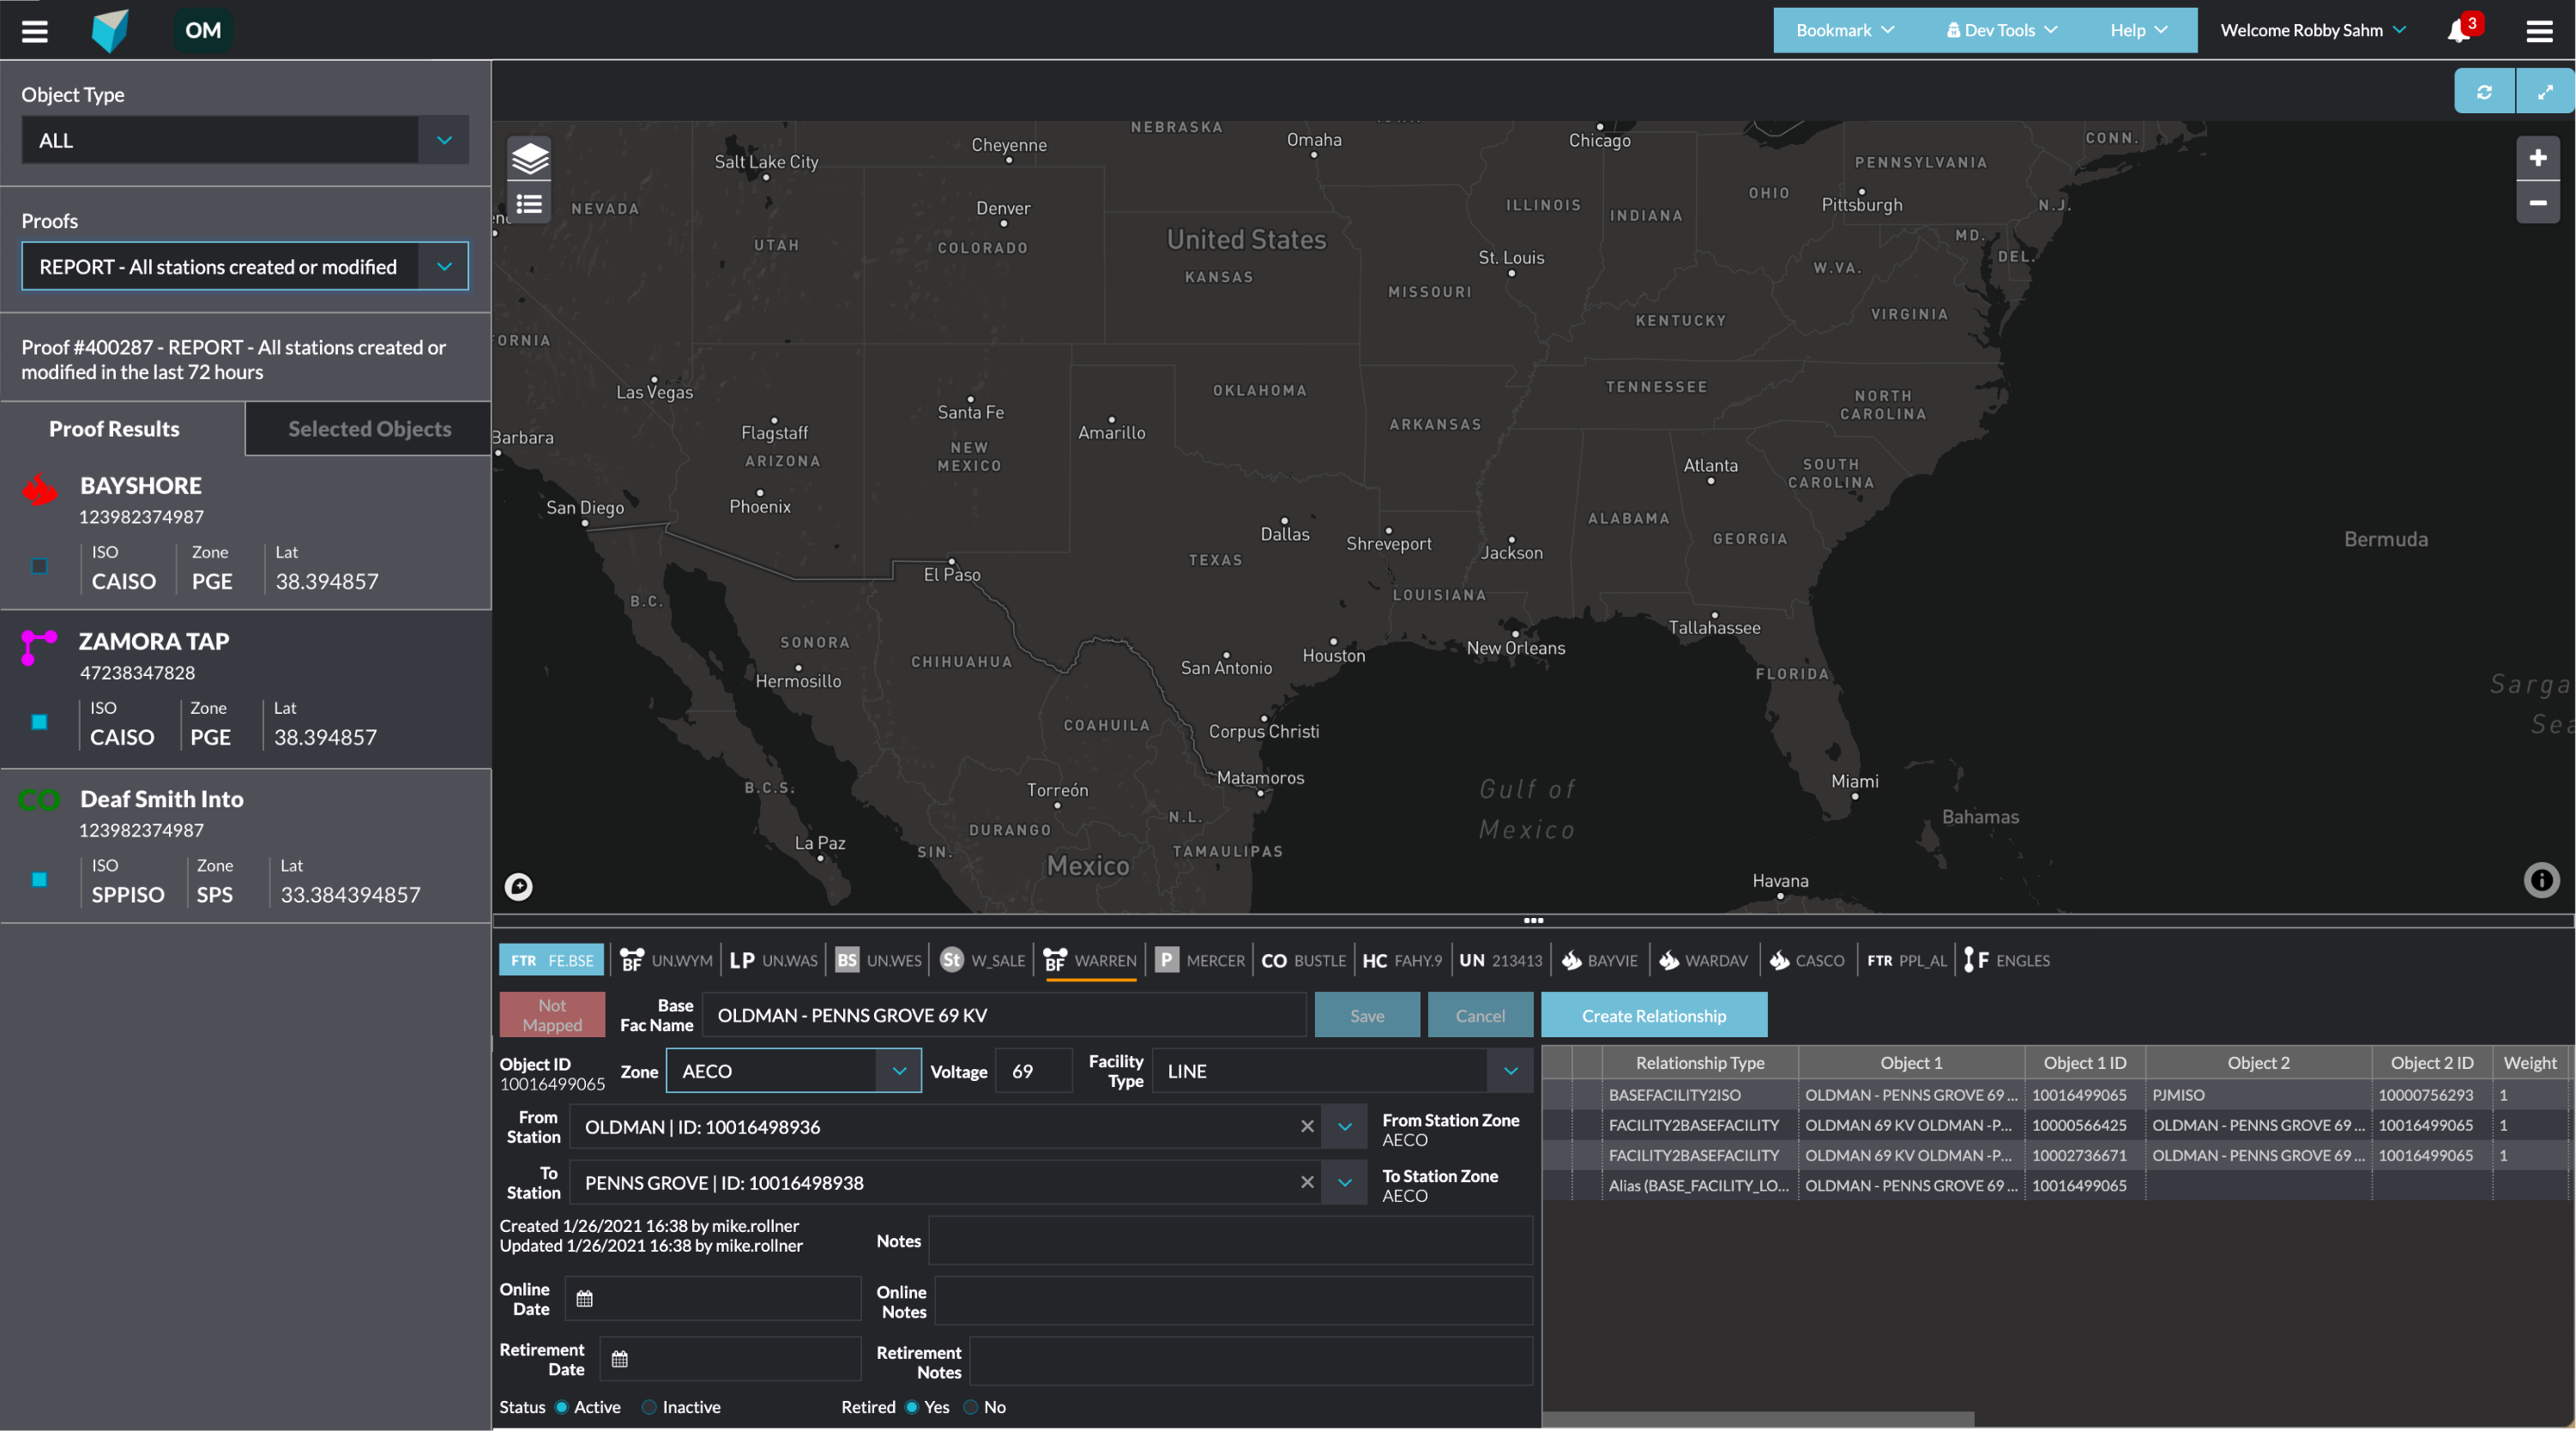 OM
Bookmark
Dev Tools
Help
Welcome Robby Sahm
3
Object Type
ALL
Proofs
REPORT - All stations created or modified
Proof #400287 - REPORT - All stations created or
modified in the last 72 hours
Proof Results
Selected Objects
BAYSHORE
123982374987
ISO Zone Lat
CAISO PGE 38.394857
ZAMORA TAP
47238347828
ISO Zone Lat
CAISO PGE 38.394857
CO
Deaf Smith Into
123982374987
ISO Zone Lat
SPPISO SPS 33.384394857
NEBRASKA
Omaha
Chicago
CONN.
Cheyenne
Salt Lake City
PENNSYLVANIA
NEVADA
Denver
ILLINOIS
INDIANA
OHIO
Pittsburgh
N.J.
UTAH
COLORADO
United States
MD.
DEL.
KANSAS
St. Louis
W.VA.
MISSOURI
KENTUCKY
VIRGINIA
ORNIA
Las Vegas
OKLAHOMA
TENNESSEE
NORTH
CAROLINA
Santa Fe
Barbara
Flagstaff
Amarillo
ARKANSAS
ARIZONA
NEW
MEXICO
Atlanta
SOUTH
CAROLINA
San Diego
Phoenix
Dallas
Shreveport
Jackson
ALABAMA
GEORGIA
Bermuda
TEXAS
El Paso
LOUISIANA
B.C.
Tallahassee
SONORA
CHIHUAHUA
San Antonio
Houston
New Orleans
Hermosillo
FLORIDA
Sarga
Sea
COAHUILA
Corpus Christi
Matamoros
Miami
B.C.S.
Torreón
Gulf of
Mexico
Bahamas
N.L.
DURANGO
La Paz
SIN.
Mexico
TAMAULIPAS
Havana
FTR FE.BSE
BF UN.WYM
LP UN.WAS
BS UN.WES
St W_SALE
BF WARREN
P MERCER
CO BUSTLE
HC FAHY.9
UN 213413
BAYVIE
WARDAV
CASCO
FTR PPL_AL
F ENGLES
Not
Mapped
Base
Fac Name
OLDMAN - PENNS GROVE 69 KV
Save
Cancel
Create Relationship
Object ID
10016499065
Zone
AECO
Voltage
69
Facility
Type
LINE
From
Station
OLDMAN | ID: 10016498936
From Station Zone
AECO
To
Station
PENNS GROVE | ID: 10016498938
To Station Zone
AECO
Created 1/26/2021 16:38 by mike.rollner
Updated 1/26/2021 16:38 by mike.rollner
Notes
Online
Date
Online
Notes
Retirement
Date
Retirement
Notes
Status Active Inactive
Retired Yes No
Relationship Type Object 1 Object 1 ID Object 2 Object 2 ID Weight
BASEFACILITY2ISO OLDMAN - PENNS GROVE 69 ... 10016499065 PJMISO 10000756293 1
FACILITY2BASEFACILITY OLDMAN 69 KV OLDMAN -P... 10000566425 OLDMAN - PENNS GROVE 69 ... 10016499065 1
FACILITY2BASEFACILITY OLDMAN 69 KV OLDMAN -P... 10002736671 OLDMAN - PENNS GROVE 69 ... 10016499065 1
Alias (BASE_FACILITY_LO... OLDMAN - PENNS GROVE 69 ... 10016499065